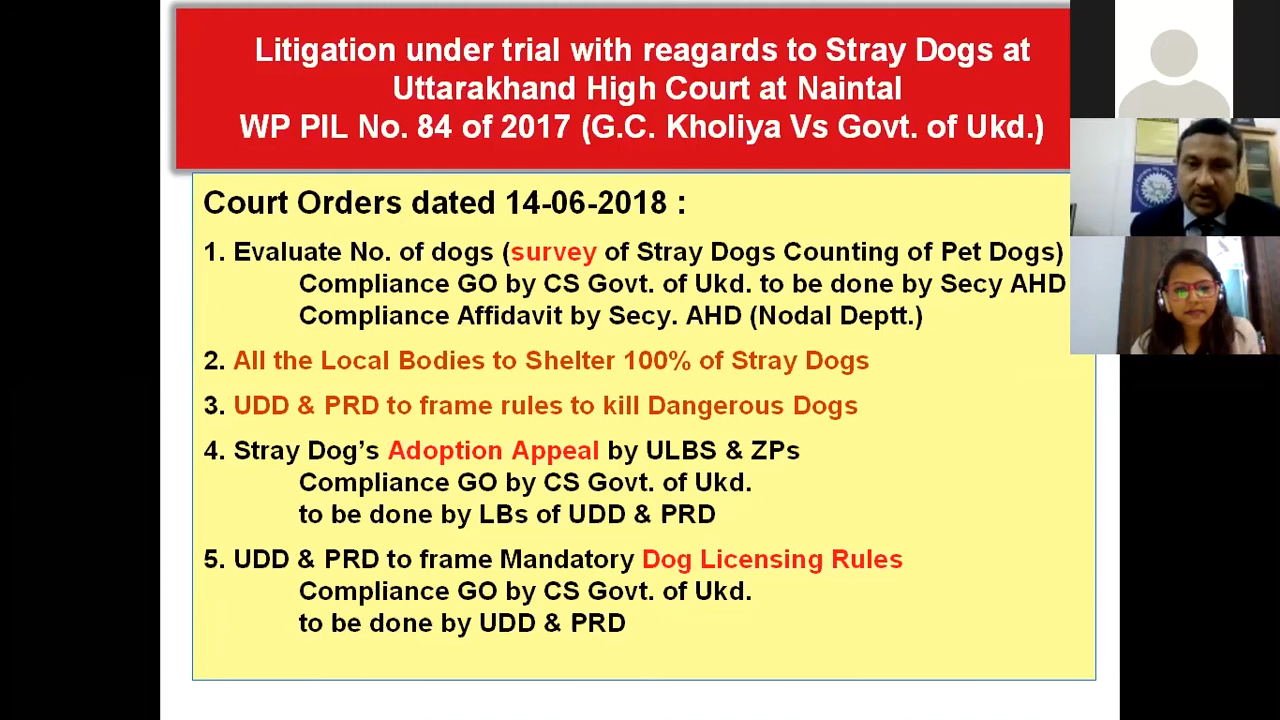 Litigation under trial with reagards to Stray Dogs at
Uttarakhand High Court at Naintal
WP PIL No. 84 of 2017 (G.C. Kholiya Vs Govt. of Ukd.)
Court Orders dated 14-06-2018 :
1. Evaluate No. of dogs (survey of Stray Dogs Counting of Pet Dogs)
Compliance GO by CS Govt. of Ukd. to be done by Secy AHD
Compliance Affidavit by Secy. AHD (Nodal Deptt.)
2. All the Local Bodies to Shelter 100% of Stray Dogs
3. UDD & PRD to frame rules to kill Dangerous Dogs
4. Stray Dog’s Adoption Appeal by ULBS & ZPs
Compliance GO by CS Govt. of Ukd.
to be done by LBs of UDD & PRD
5. UDD & PRD to frame Mandatory Dog Licensing Rules
Compliance GO by CS Govt. of Ukd.
to be done by UDD & PRD